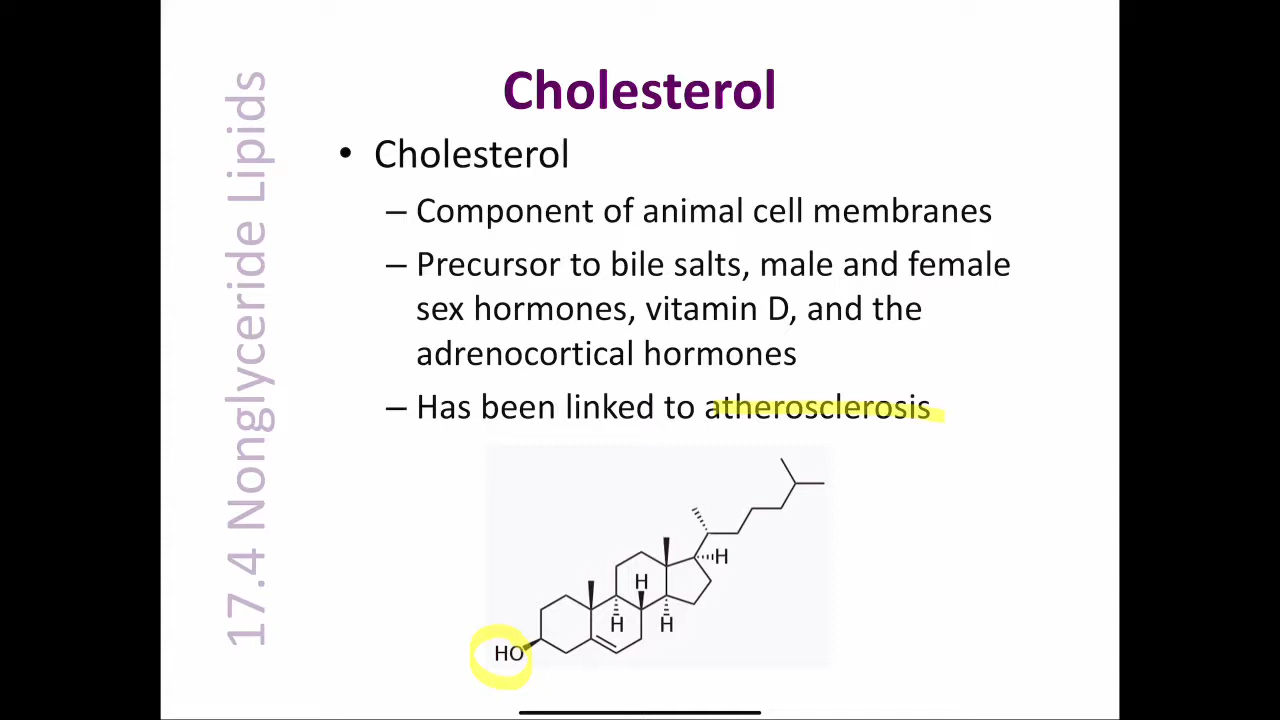 17.4 Nonglyceride Lipids
Cholesterol
• Cholesterol
– Component of animal cell membranes
– Precursor to bile salts, male and female
sex hormones, vitamin D, and the
adrenocortical hormones
– Has been linked to atherosclerosis
H
H
H
H
HO